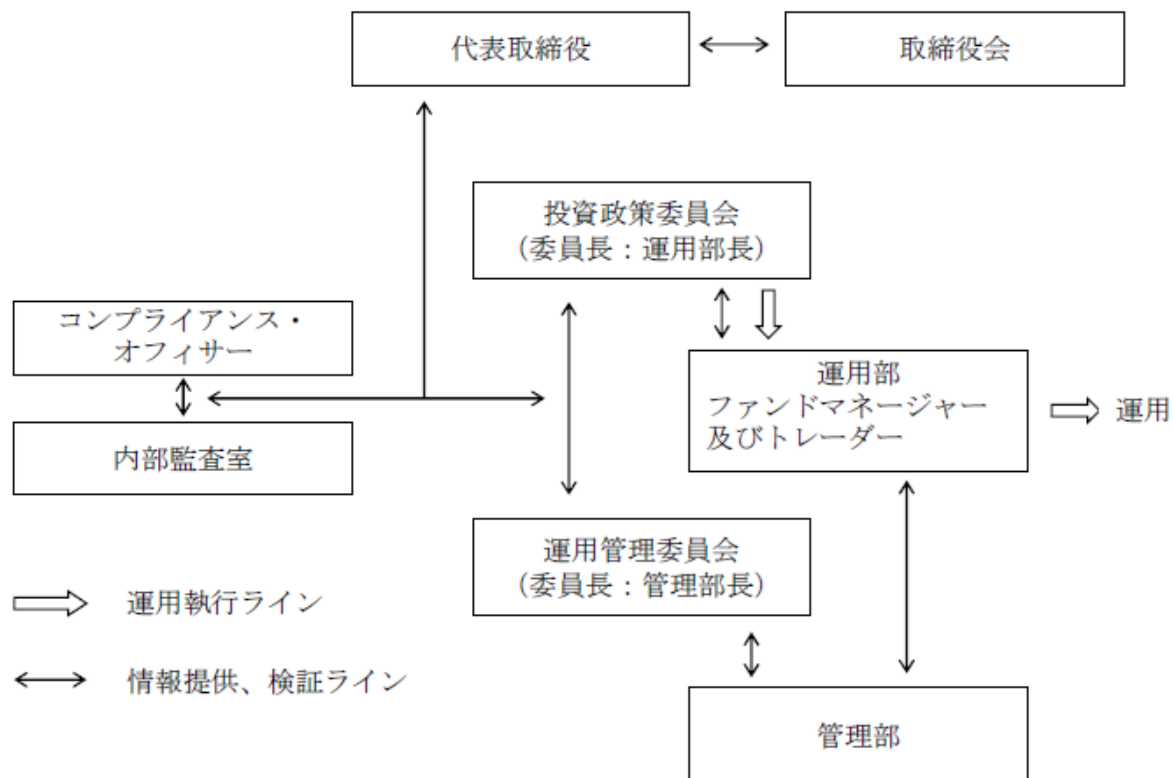 代表取締役
取締役会
投資政策委員会
（委員長：運用部長）
コンプライアンス・
オフィサー
運用部
ファンドマネージャー
及びトレーダー
運用
内部監査室
運用管理委員会
（委員長：管理部長）
運用執行ライン
情報提供、検証ライン
管理部